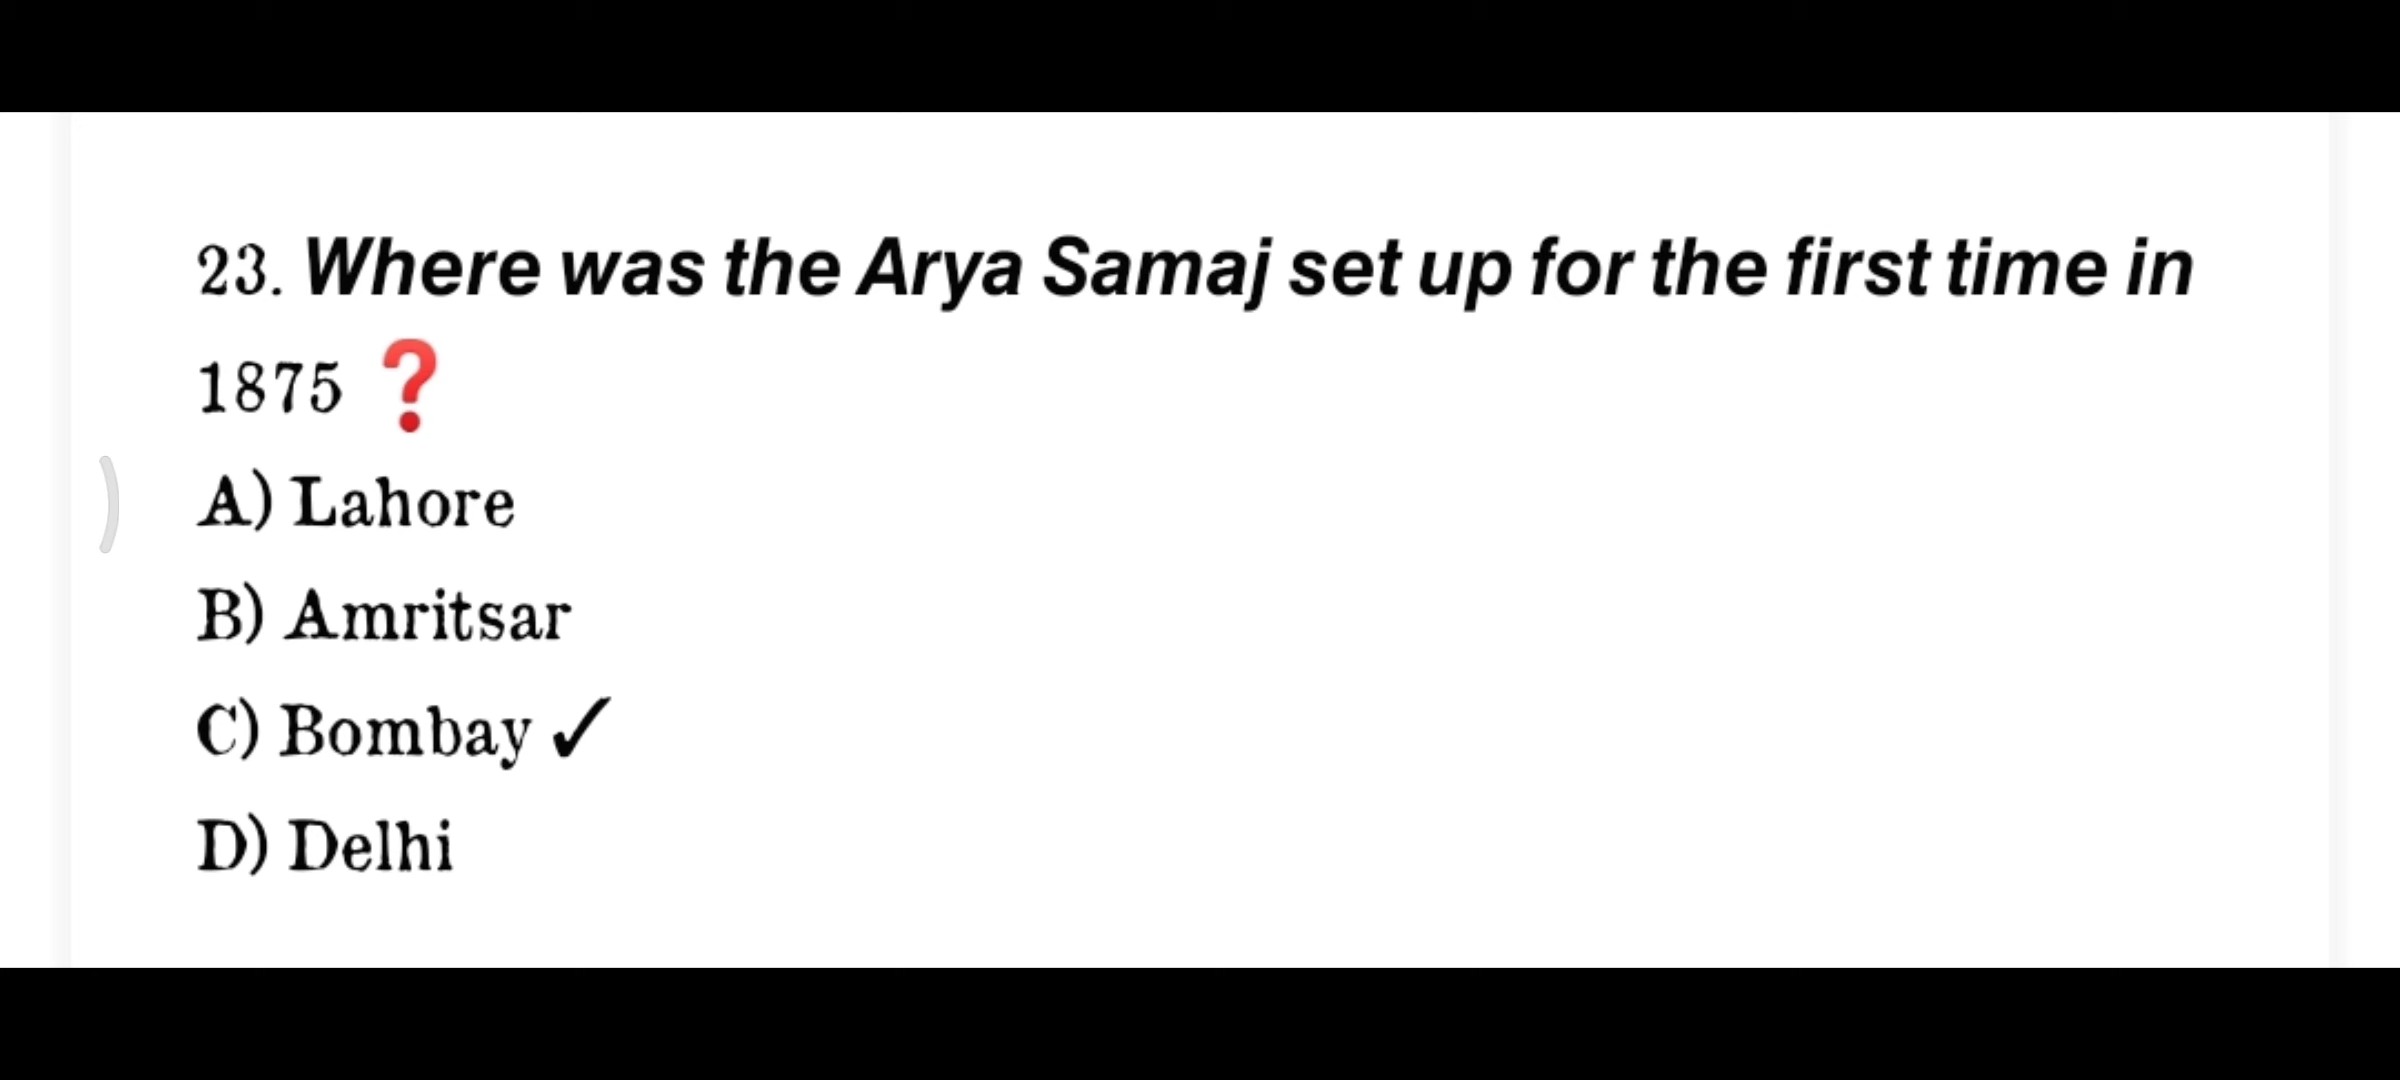 23. Where was the Arya Samaj set up for the first time in
1875 ❓
A) Lahore
B) Amritsar
C) Bombay ✓
D) Delhi